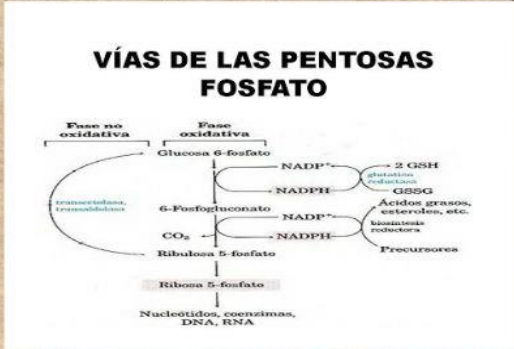 VÍAS DE LAS PENTOSAS
FOSFATO
Fase no
oxidativa
Fase
oxidativa
Glucosa 6-fosfato
NADP⁺
2 GSH
glutation
reductasa
NADPH
GSSG
transcetolasa,
transaldolasa
6-Fosfogluconato
NADP⁺
Ácidos grasos,
esteroles, etc.
biosíntesis
reductora
CO₂
NADPH
Precursores
Ribulosa 5-fosfato
Ribosa 5-fosfato
Nucleótidos, coenzimas,
DNA, RNA